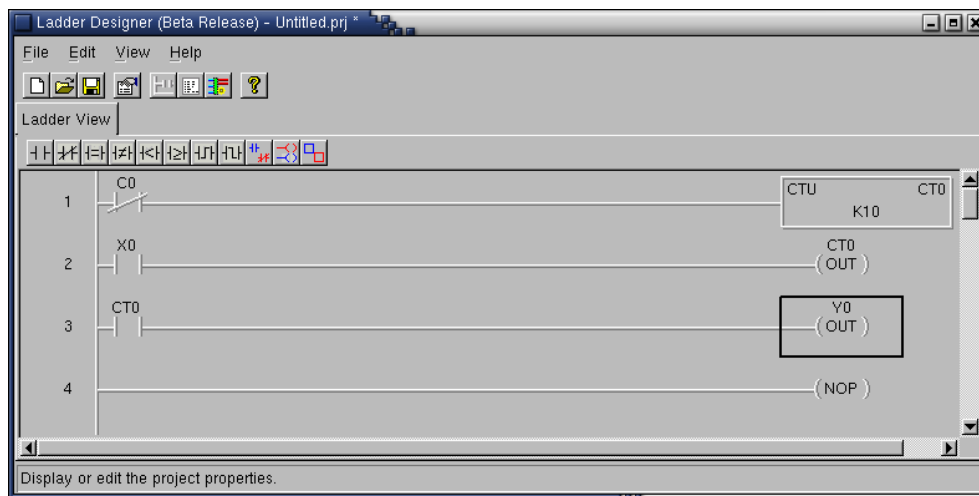 Ladder Designer (Beta Release) - Untitled.prj *
File Edit View Help
Ladder View
1 C0 CTU CT0
K10
2 X0 CT0
( OUT )
3 CT0 Y0
( OUT )
4 ( NOP )
Display or edit the project properties.